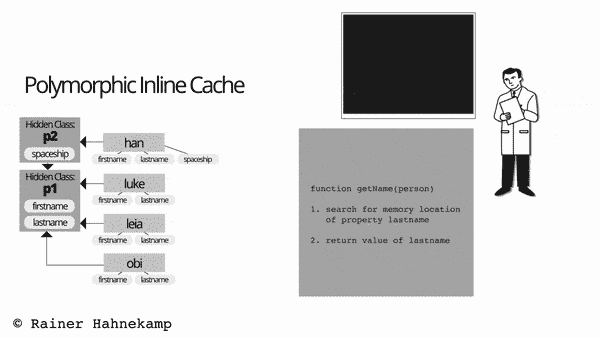 Polymorphic Inline Cache
Hidden Class:
p2
spaceship
han
firstname lastname spaceship
Hidden Class:
p1
firstname
lastname
luke
firstname lastname
leia
firstname lastname
obi
firstname lastname
function getName(person)
1. search for memory location
of property lastname
2. return value of lastname
© Rainer Hahnekamp